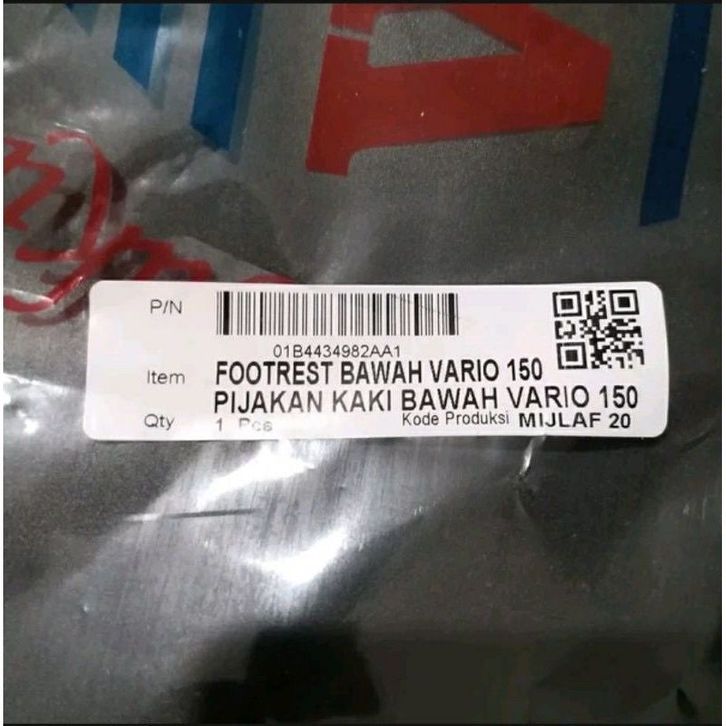 A
P/N
01B4434982AA1
Item FOOTREST BAWAH VARIO 150
PIJAKAN KAKI BAWAH VARIO 150
Qty 1 Pcs Kode Produksi MIJLAF 20